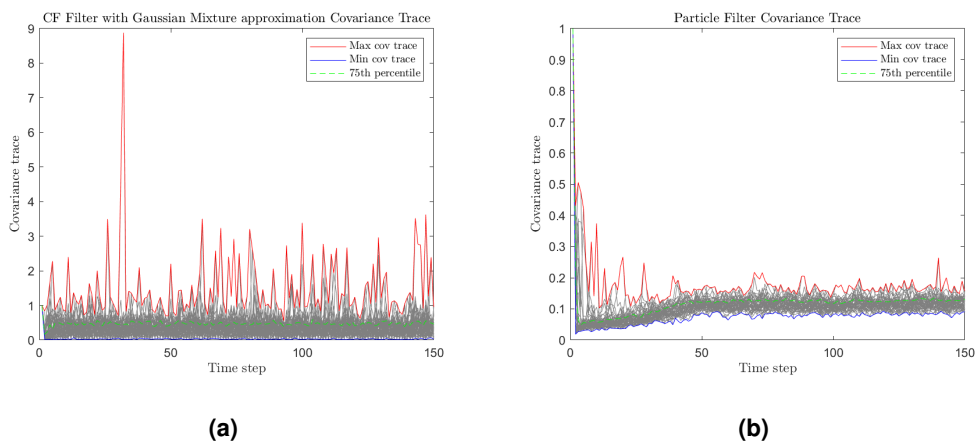 CF Filter with Gaussian Mixture approximation Covariance Trace
9
8
7
6
5
4
3
2
1
0
Covariance trace
Max cov trace
Min cov trace
75th percentile
0
50
100
150
Time step
(a)
Particle Filter Covariance Trace
1
0.9
0.8
0.7
0.6
0.5
0.4
0.3
0.2
0.1
0
Covariance trace
Max cov trace
Min cov trace
75th percentile
0
50
100
150
Time step
(b)